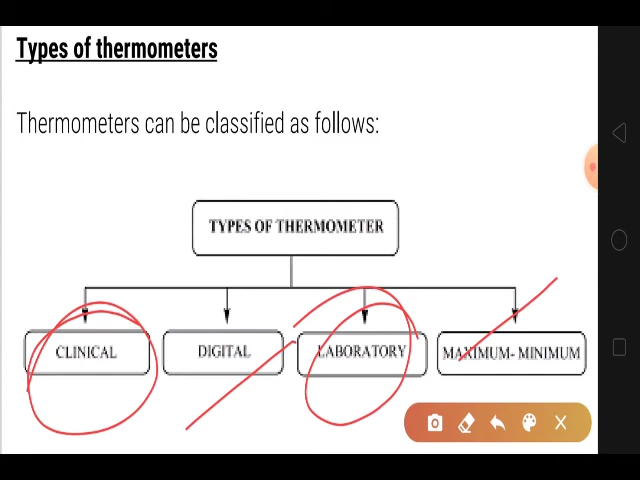 Types of thermometers
Thermometers can be classified as follows:
TYPES OF THERMOMETER
CLINICAL
DIGITAL
LABORATORY
MAXIMUM- MINIMUM